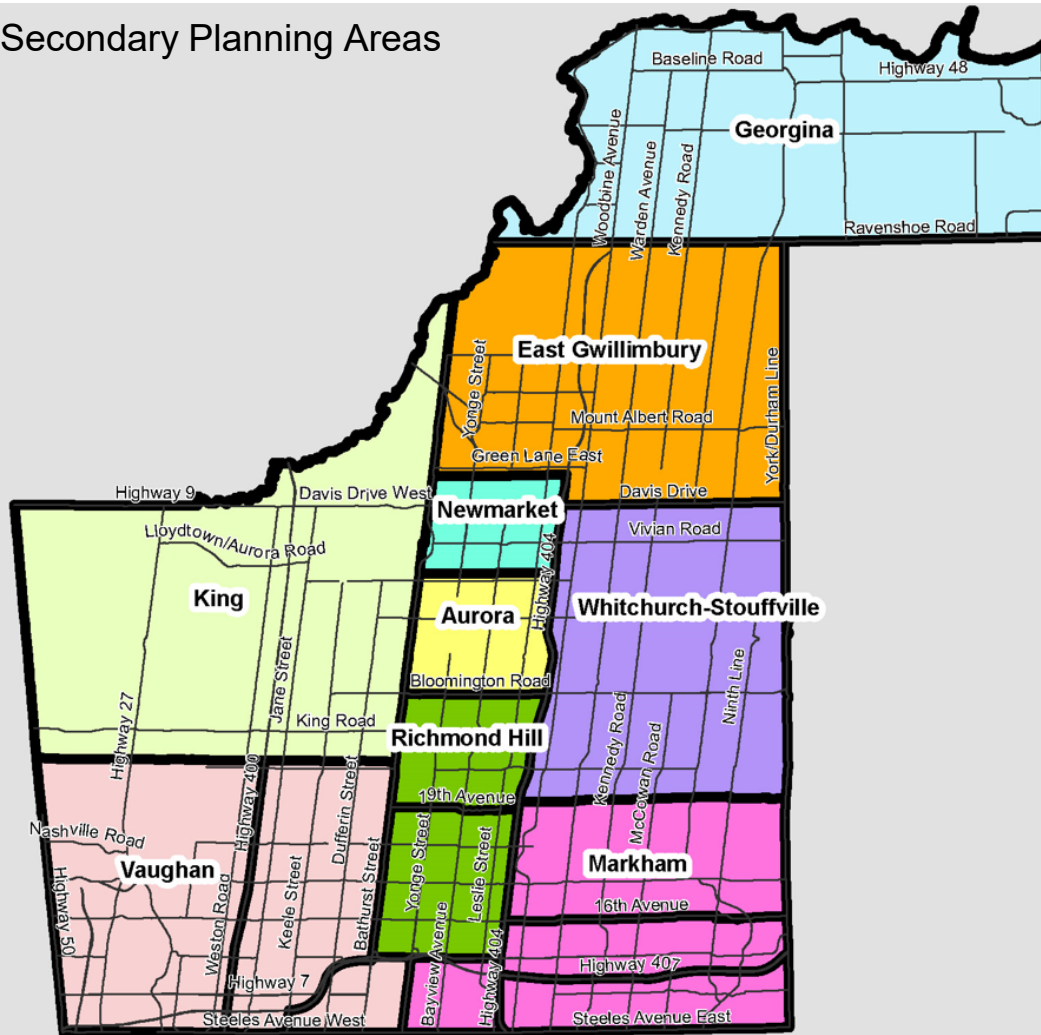 Secondary Planning Areas
Baseline Road
Highway 48
Georgina
Woodbine Avenue
Warden Avenue
Kennedy Road
Ravenshoe Road
East Gwillimbury
Yonge Street
York/Durham Line
Mount Albert Road
Green Lane East
Highway 9
Davis Drive West
Davis Drive
Newmarket
Vivian Road
Lloydtown/Aurora Road
Highway 404
King
Aurora
Whitchurch-Stouffville
Jane Street
Ninth Line
Bloomington Road
Highway 27
King Road
Richmond Hill
Kennedy Road
McCowan Road
Highway 400
Dufferin Street
19th Avenue
Nashville Road
Vaughan
Yonge Street
Leslie Street
Markham
Highway 50
Weston Road
Keele Street
Bathurst Street
16th Avenue
Bayview Avenue
Highway 404
Highway 407
Highway 7
Steeles Avenue West
Steeles Avenue East